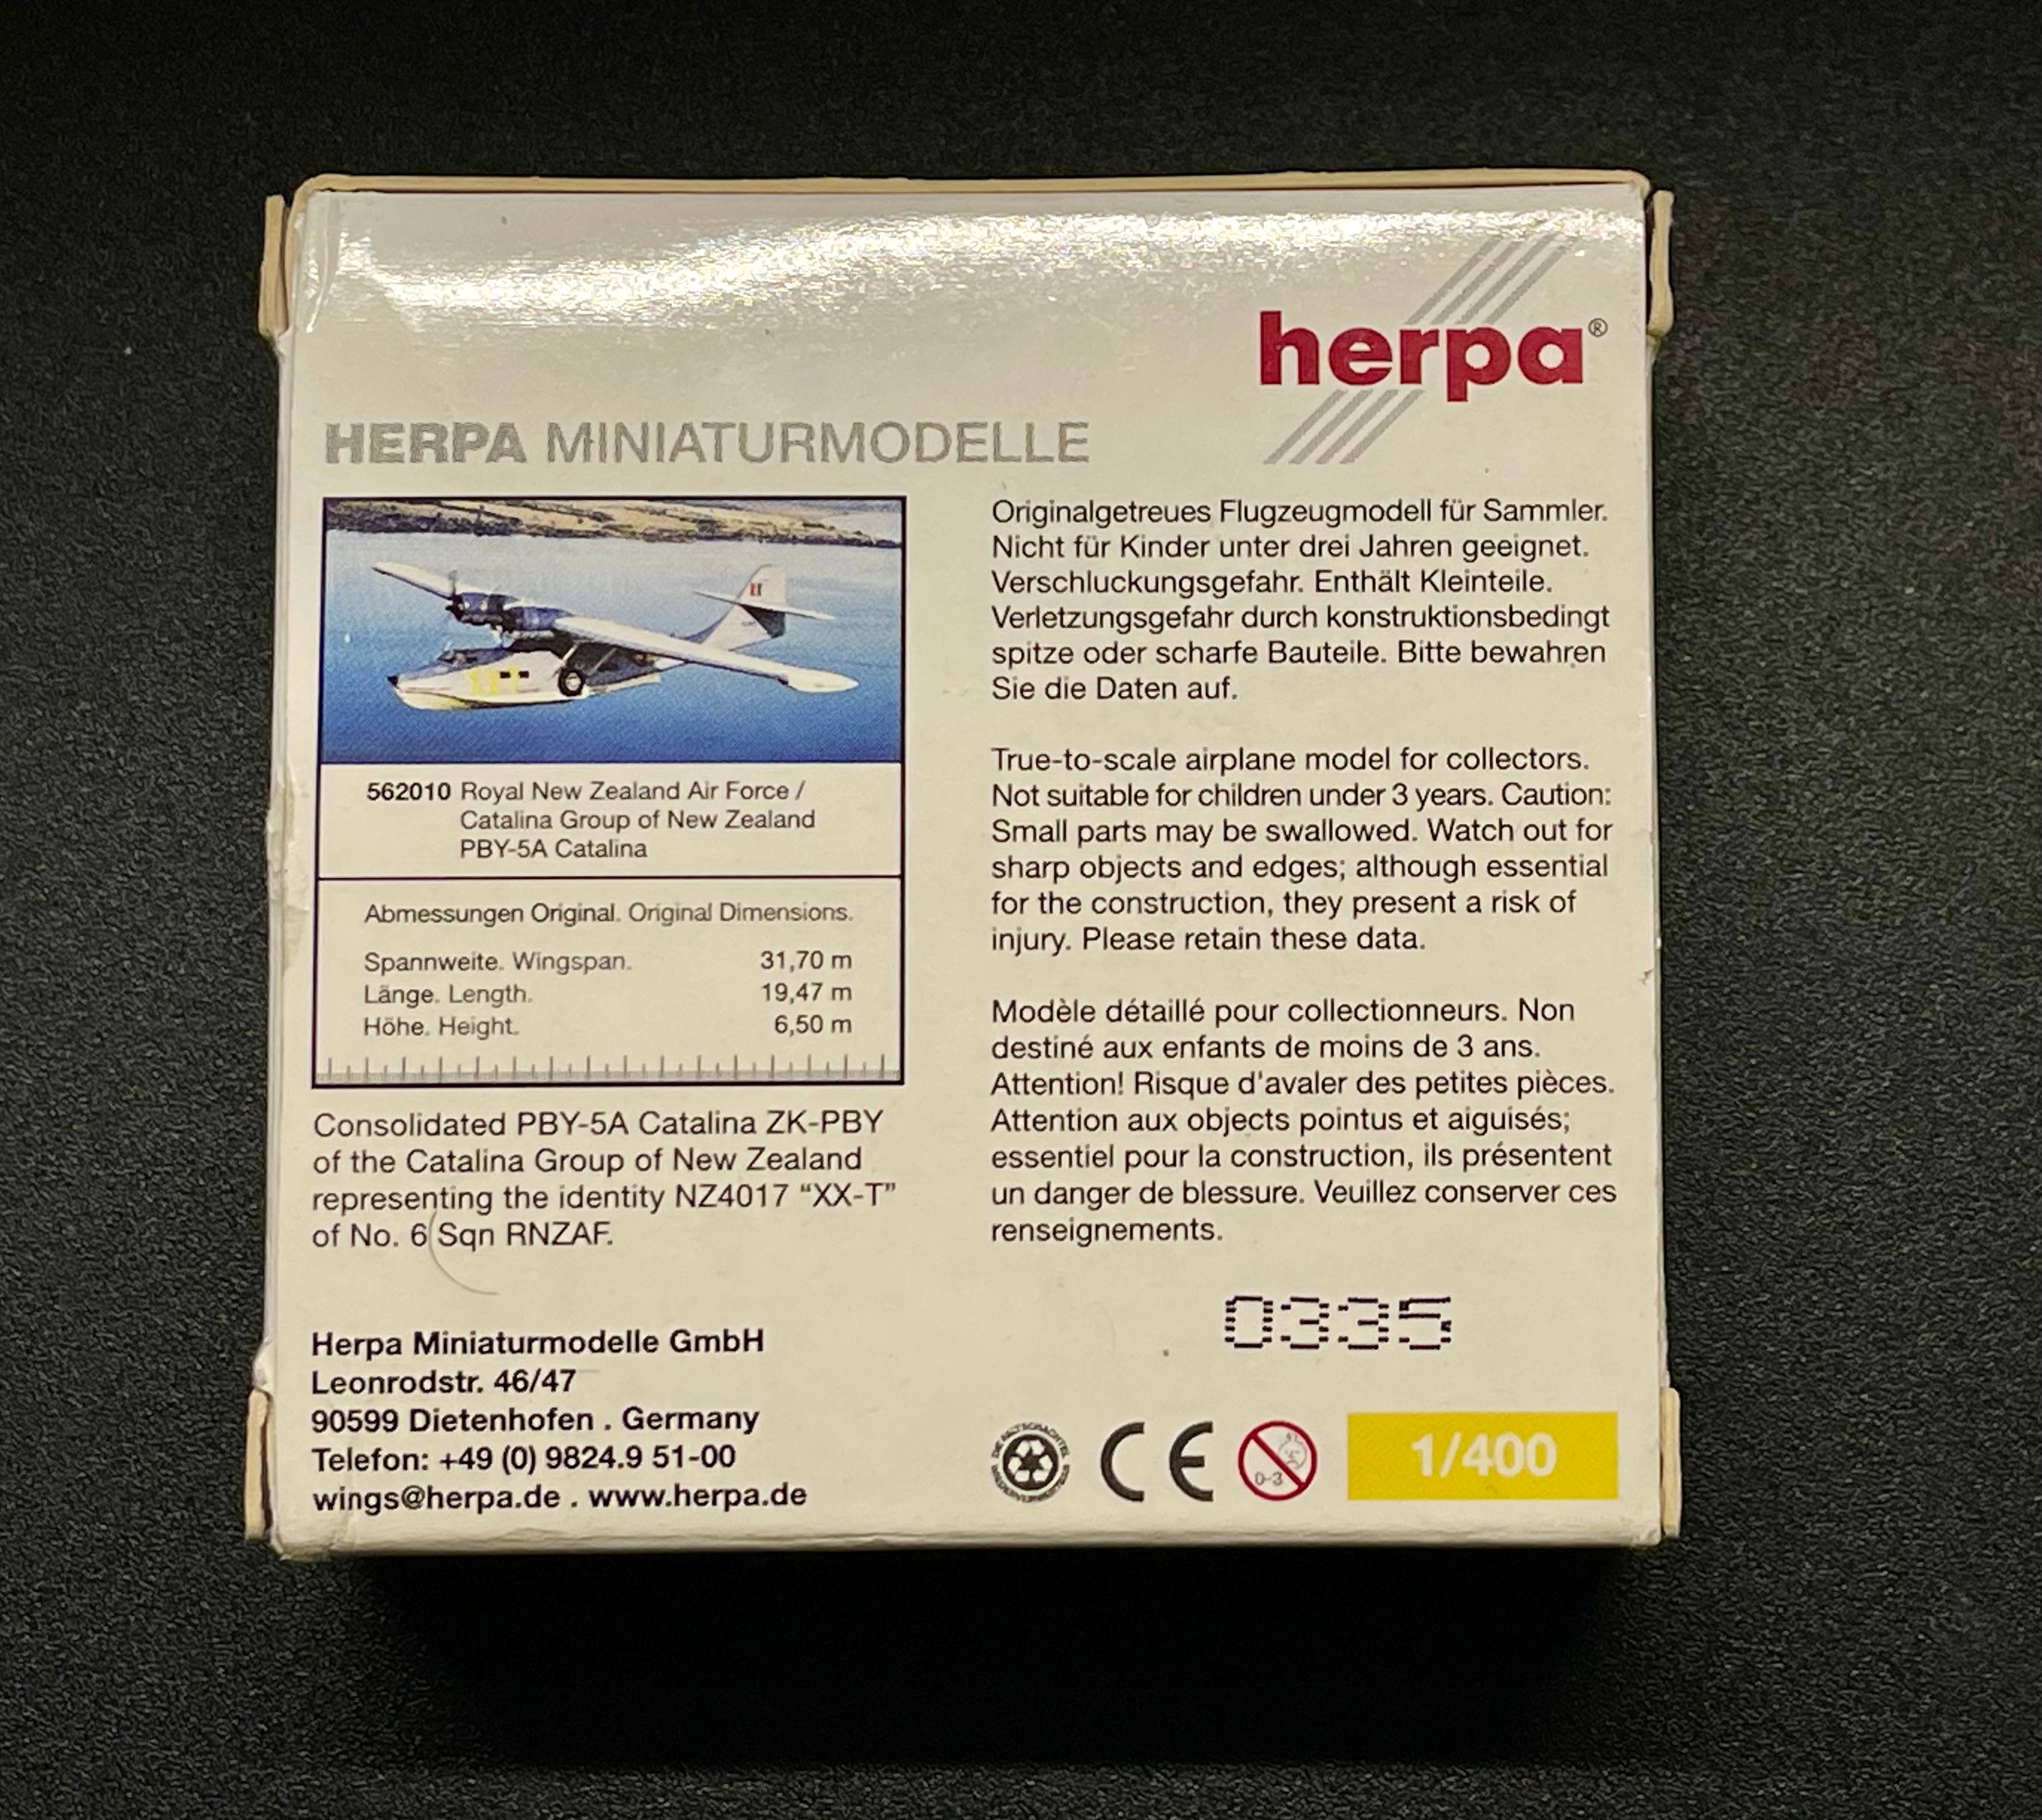 herpa®
HERPA MINIATURMODELLE
562010 Royal New Zealand Air Force /
Catalina Group of New Zealand
PBY-5A Catalina
Abmessungen Original. Original Dimensions.
Spannweite. Wingspan. 31,70 m
Länge. Length. 19,47 m
Höhe. Height. 6,50 m
Consolidated PBY-5A Catalina ZK-PBY
of the Catalina Group of New Zealand
representing the identity NZ4017 “XX-T”
of No. 6 Sqn RNZAF.
Herpa Miniaturmodelle GmbH
Leonrodstr. 46/47
90599 Dietenhofen . Germany
Telefon: +49 (0) 9824.9 51-00
wings@herpa.de . www.herpa.de
Originalgetreues Flugzeugmodell für Sammler.
Nicht für Kinder unter drei Jahren geeignet.
Verschluckungsgefahr. Enthält Kleinteile.
Verletzungsgefahr durch konstruktionsbedingt
spitze oder scharfe Bauteile. Bitte bewahren
Sie die Daten auf.
True-to-scale airplane model for collectors.
Not suitable for children under 3 years. Caution:
Small parts may be swallowed. Watch out for
sharp objects and edges; although essential
for the construction, they present a risk of
injury. Please retain these data.
Modèle détaillé pour collectionneurs. Non
destiné aux enfants de moins de 3 ans.
Attention! Risque d'avaler des petites pièces.
Attention aux objects pointus et aiguisés;
essentiel pour la construction, ils présentent
un danger de blessure. Veuillez conserver ces
renseignements.
0335
CE
0-3
1/400